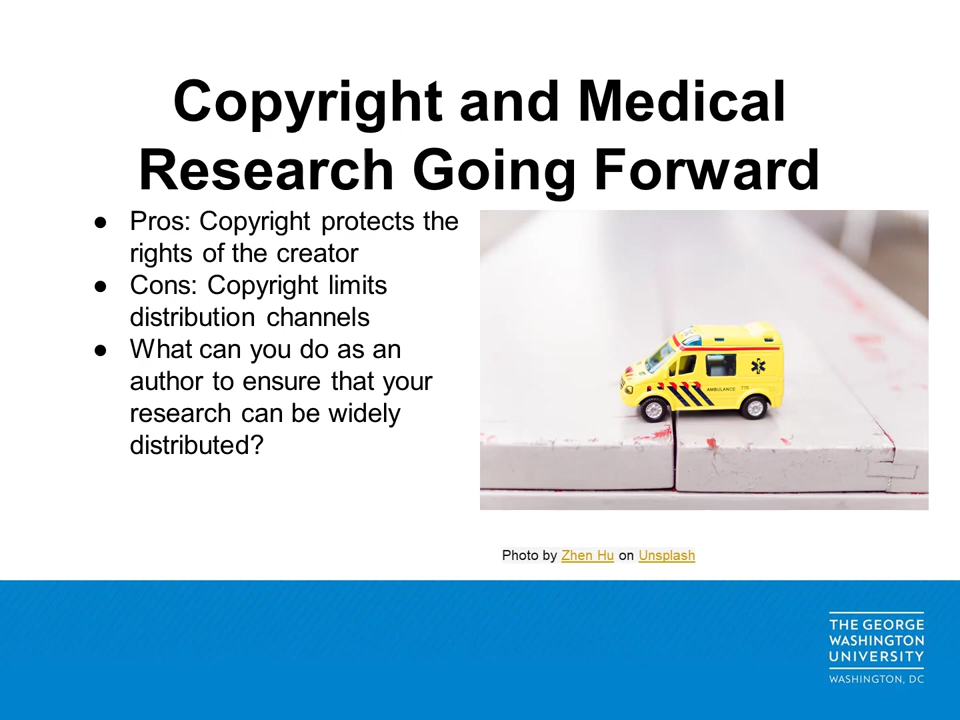 Copyright and Medical
Research Going Forward
● Pros: Copyright protects the
rights of the creator
● Cons: Copyright limits
distribution channels
● What can you do as an
author to ensure that your
research can be widely
distributed?
AMBULANCE
Photo by Zhen Hu on Unsplash
THE GEORGE
WASHINGTON
UNIVERSITY
WASHINGTON, DC